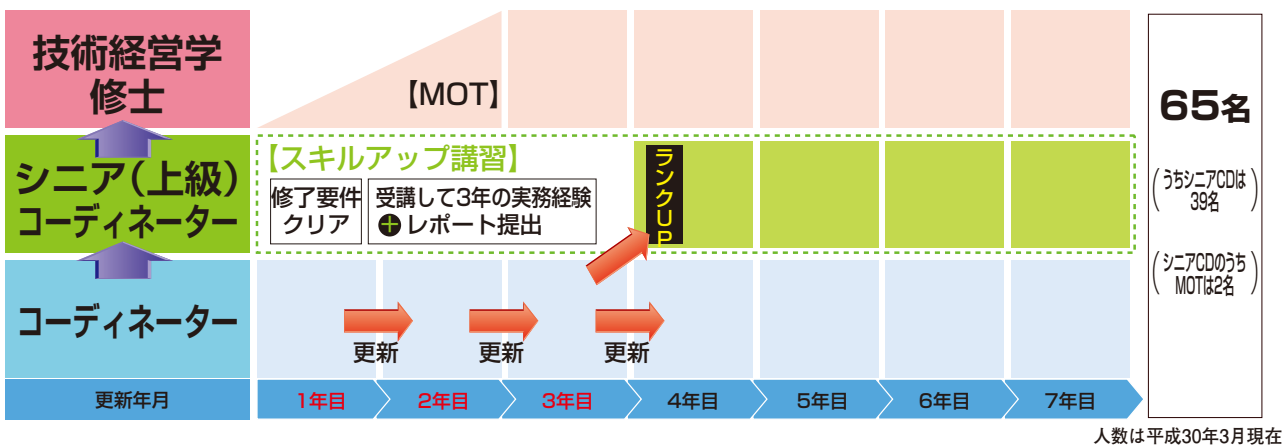 技術経営学
修士
【MOT】
シニア(上級)
コーディネーター
【スキルアップ講習】
修了要件
クリア
受講して3年の実務経験
+レポート提出
ランクUP
コーディネーター
更新
更新
更新
更新年月
1年目
2年目
3年目
4年目
5年目
6年目
7年目
65名
(うちシニアCDは
39名)
(シニアCDのうち
MOTは2名)
人数は平成30年3月現在